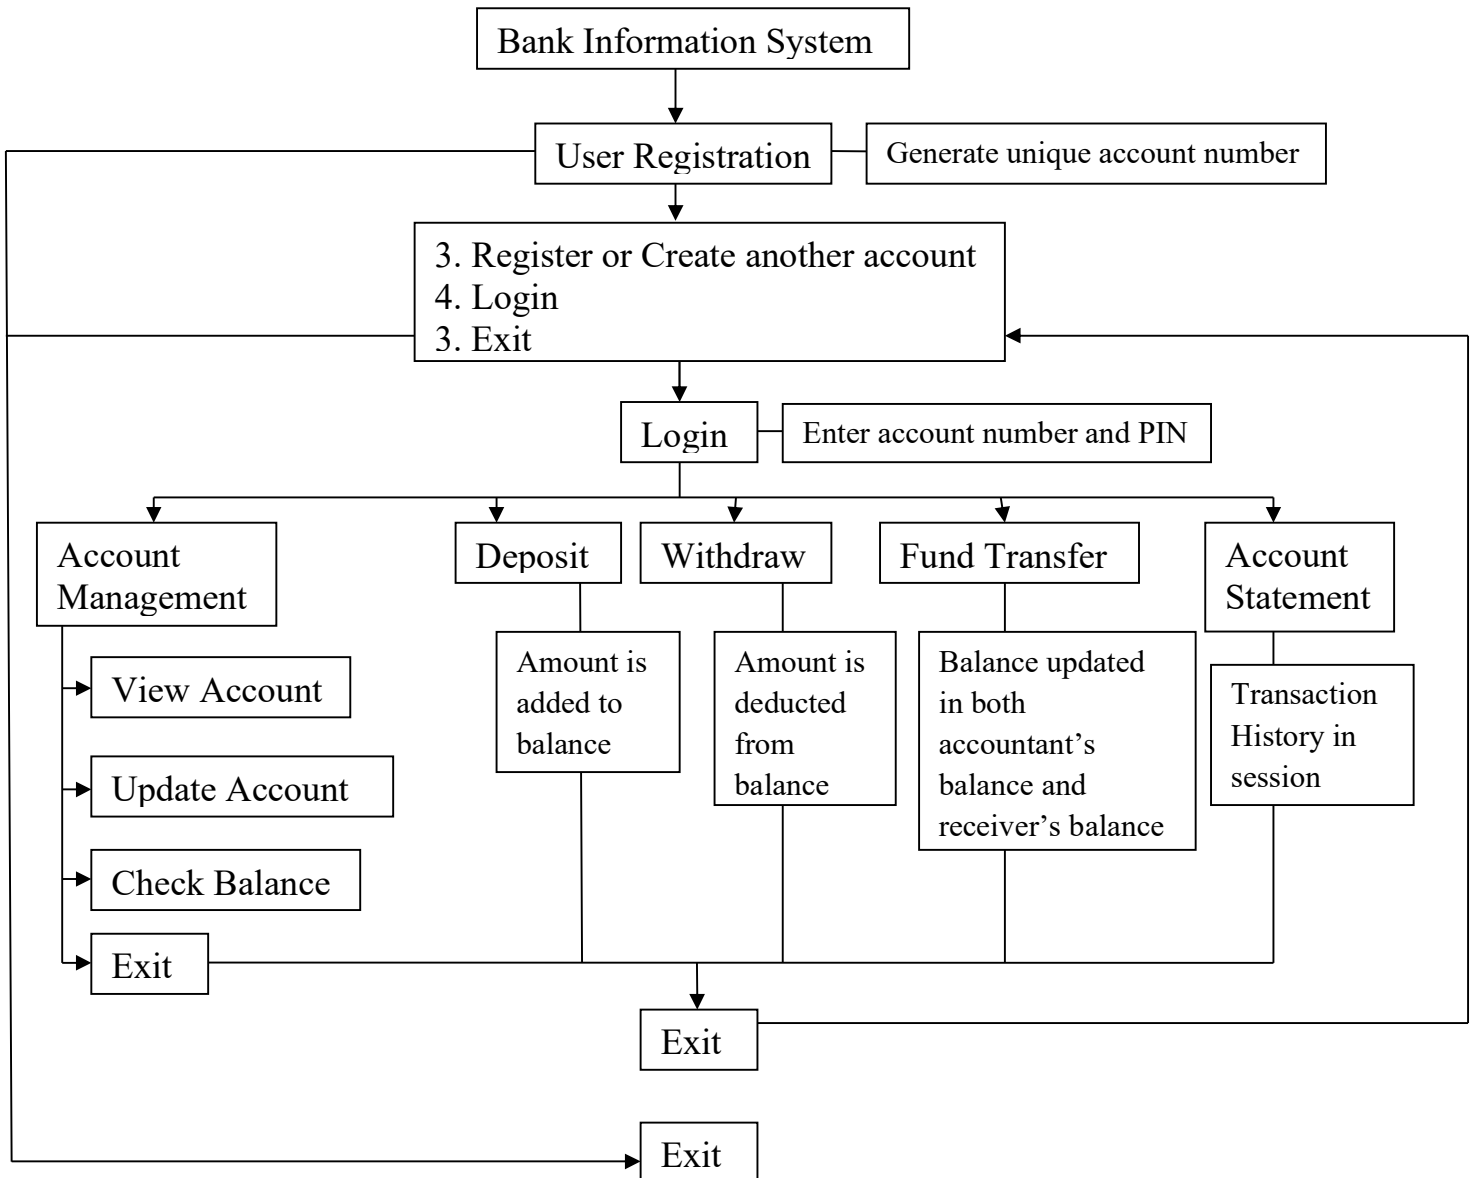 Bank Information System
User Registration
Generate unique account number
3. Register or Create another account
4. Login
3. Exit
Login
Enter account number and PIN
Account
Management
Deposit
Withdraw
Fund Transfer
Account
Statement
View Account
Update Account
Check Balance
Exit
Amount is
added to
balance
Amount is
deducted
from
balance
Balance updated
in both
accountant’s
balance and
receiver’s balance
Transaction
History in
session
Exit
Exit